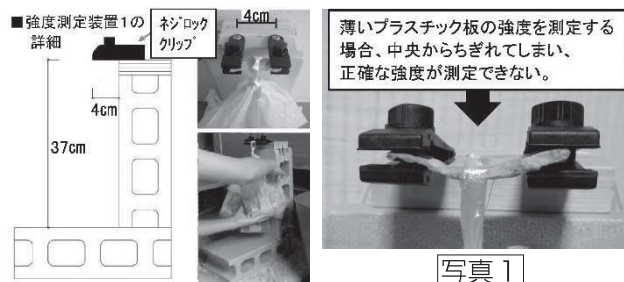 ■強度測定装置1の
詳細
ネジロック
クリップ
4cm
37cm
4cm
薄いプラスチック板の強度を測定する
場合、中央からちぎれてしまい、
正確な強度が測定できない。
写真1